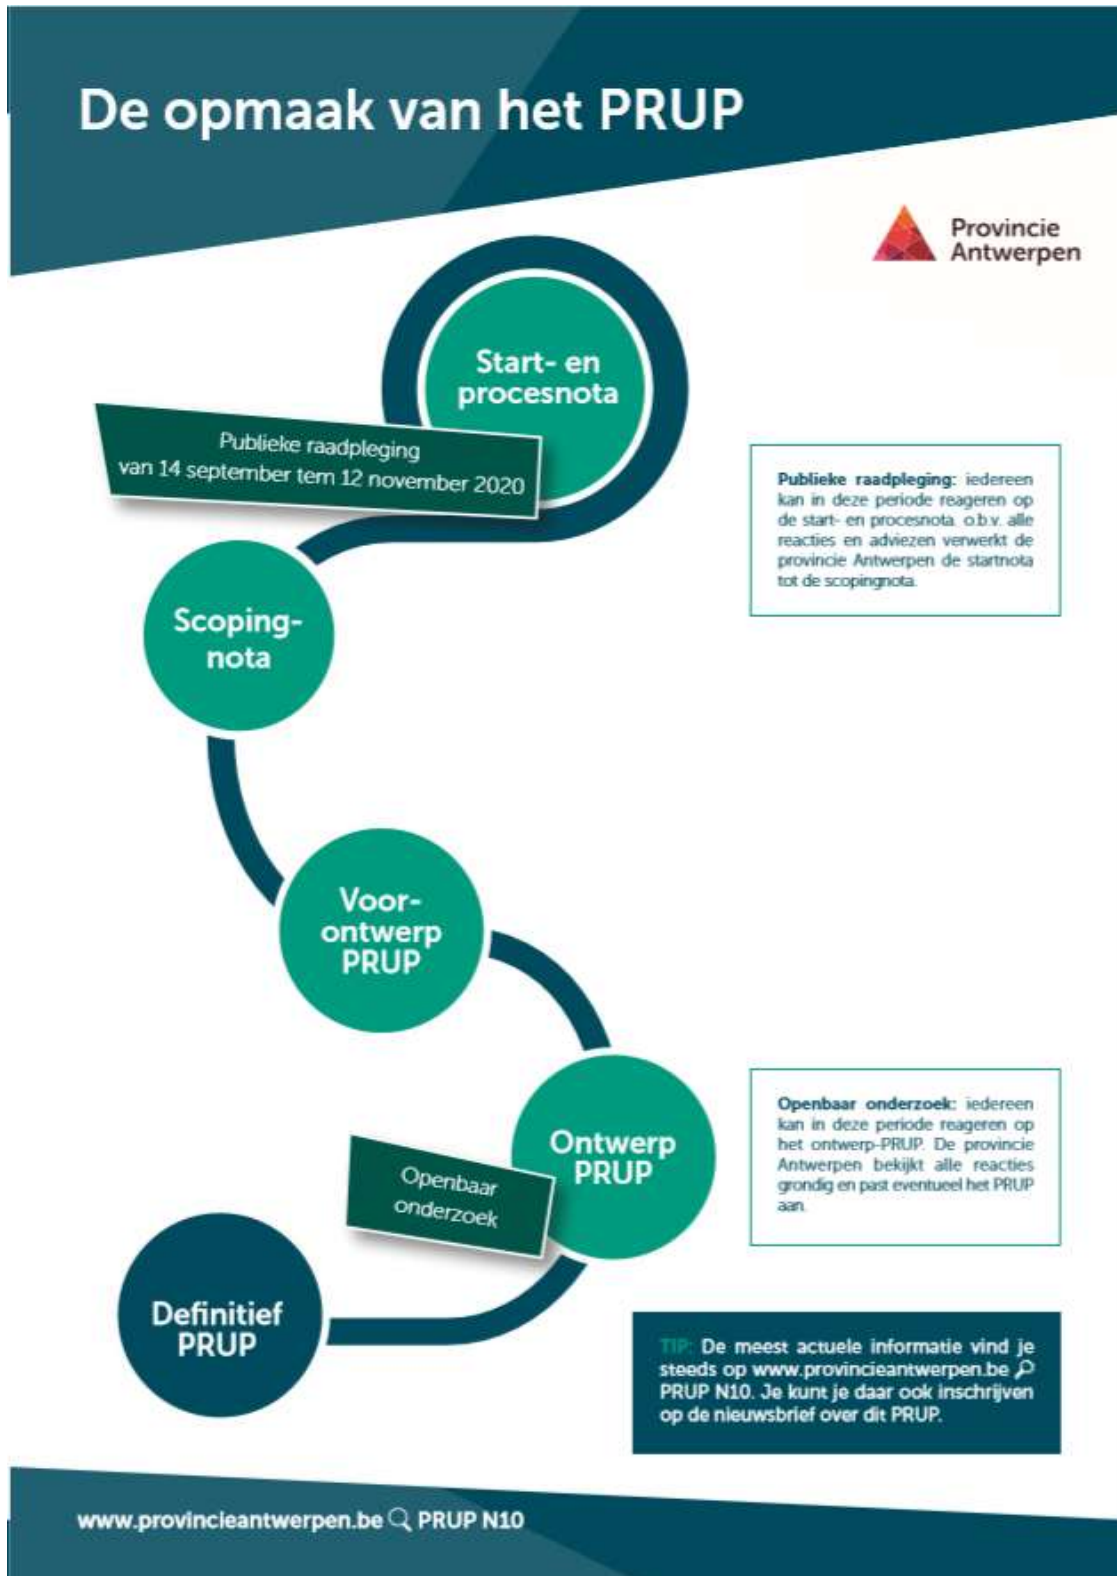 De opmaak van het PRUP
Provincie
Antwerpen
Start- en
procesnota
Publieke raadpleging
van 14 september tem 12 november 2020
Publieke raadpleging: iedereen
kan in deze periode reageren op
de start- en procesnota. o.b.v. alle
reacties en adviezen verwerkt de
provincie Antwerpen de startnota
tot de scopingnota.
Scoping-
nota
Voor-
ontwerp
PRUP
Ontwerp
PRUP
Openbaar
onderzoek
Openbaar onderzoek: iedereen
kan in deze periode reageren op
het ontwerp-PRUP. De provincie
Antwerpen bekijkt alle reacties
grondig en past eventueel het PRUP
aan.
Definitief
PRUP
TIP: De meest actuele informatie vind je
steeds op www.provincieantwerpen.be
PRUP N10. Je kunt je daar ook inschrijven
op de nieuwsbrief over dit PRUP.
www.provincieantwerpen.be PRUP N10